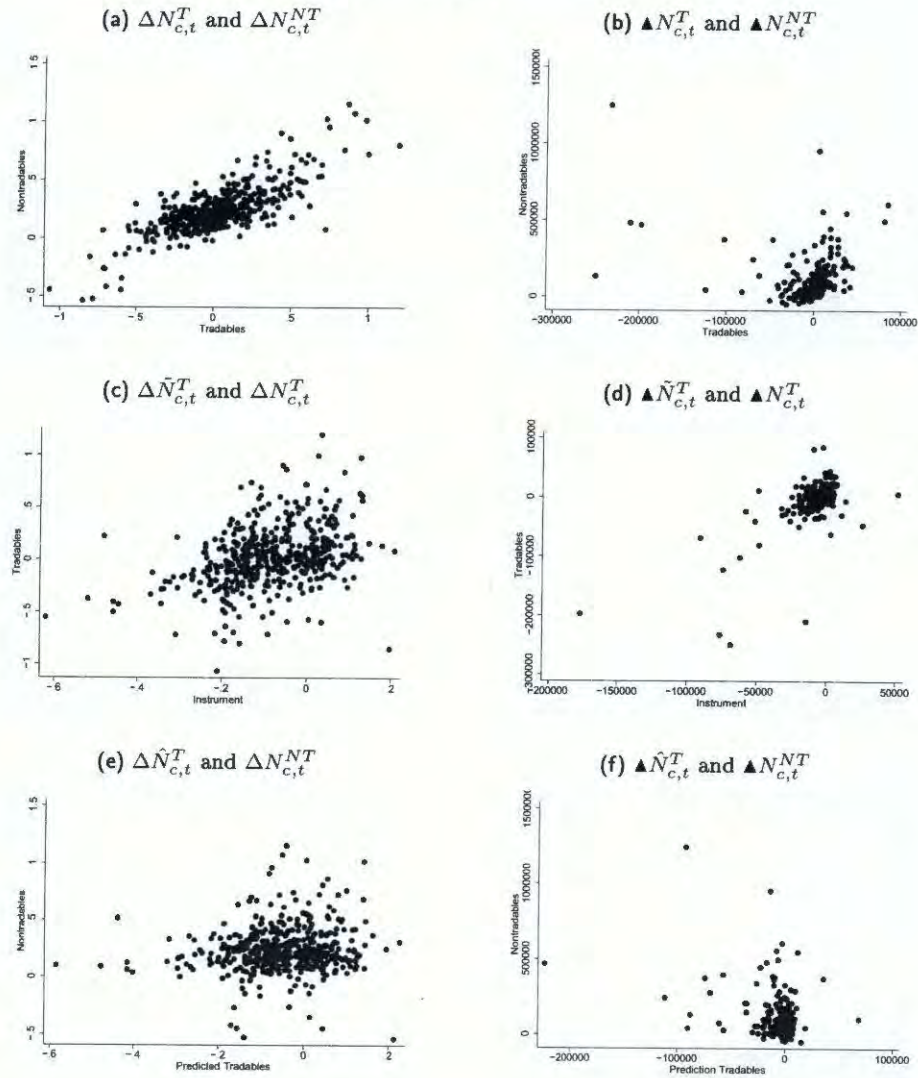 (a) ΔN^T_{c,t} and ΔN^{NT}_{c,t}
(b) ▲N^T_{c,t} and ▲N^{NT}_{c,t}
Nontradables
1.5
1
.5
0
-.5
-1 -.5 0 .5 1
Tradables
Nontradables
1500000
1000000
500000
0
-300000 -200000 -100000 0 100000
Tradables
(c) ΔÑ^T_{c,t} and ΔN^T_{c,t}
(d) ▲Ñ^T_{c,t} and ▲N^T_{c,t}
Tradables
1
.5
0
-.5
-1
-.6 -.4 -.2 0 .2
Instrument
Tradables
100000
0
-100000
-200000
-300000
-200000 -150000 -100000 -50000 0 50000
Instrument
(e) ΔN̂^T_{c,t} and ΔN^{NT}_{c,t}
(f) ▲N̂^T_{c,t} and ▲N^{NT}_{c,t}
Nontradables
1.5
1
.5
0
-.5
-.6 -.4 -.2 0 .2
Predicted Tradables
Nontradables
1500000
1000000
500000
0
-200000 -100000 0 100000
Prediction Tradables